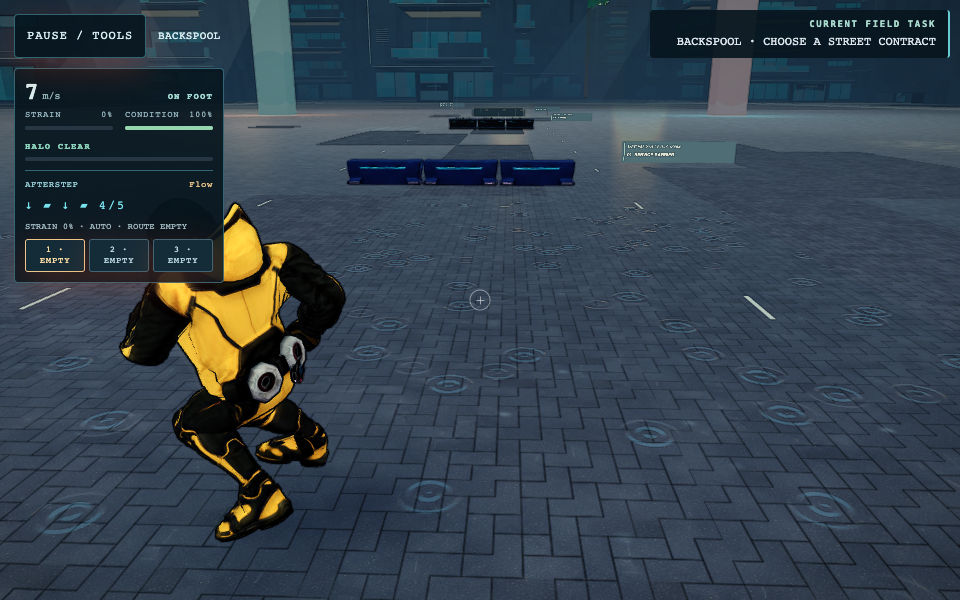 PAUSE / TOOLS
BACKSPOOL
CURRENT FIELD TASK
BACKSPOOL • CHOOSE A STREET CONTRACT
7 m/s
ON FOOT
STRAIN 0%
CONDITION 100%
HALO CLEAR
AFTERSTEP
Flow
↓ ▰ ↓ ▰ 4/5
STRAIN 0% · AUTO · ROUTE EMPTY
1 · EMPTY
2 · EMPTY
3 · EMPTY